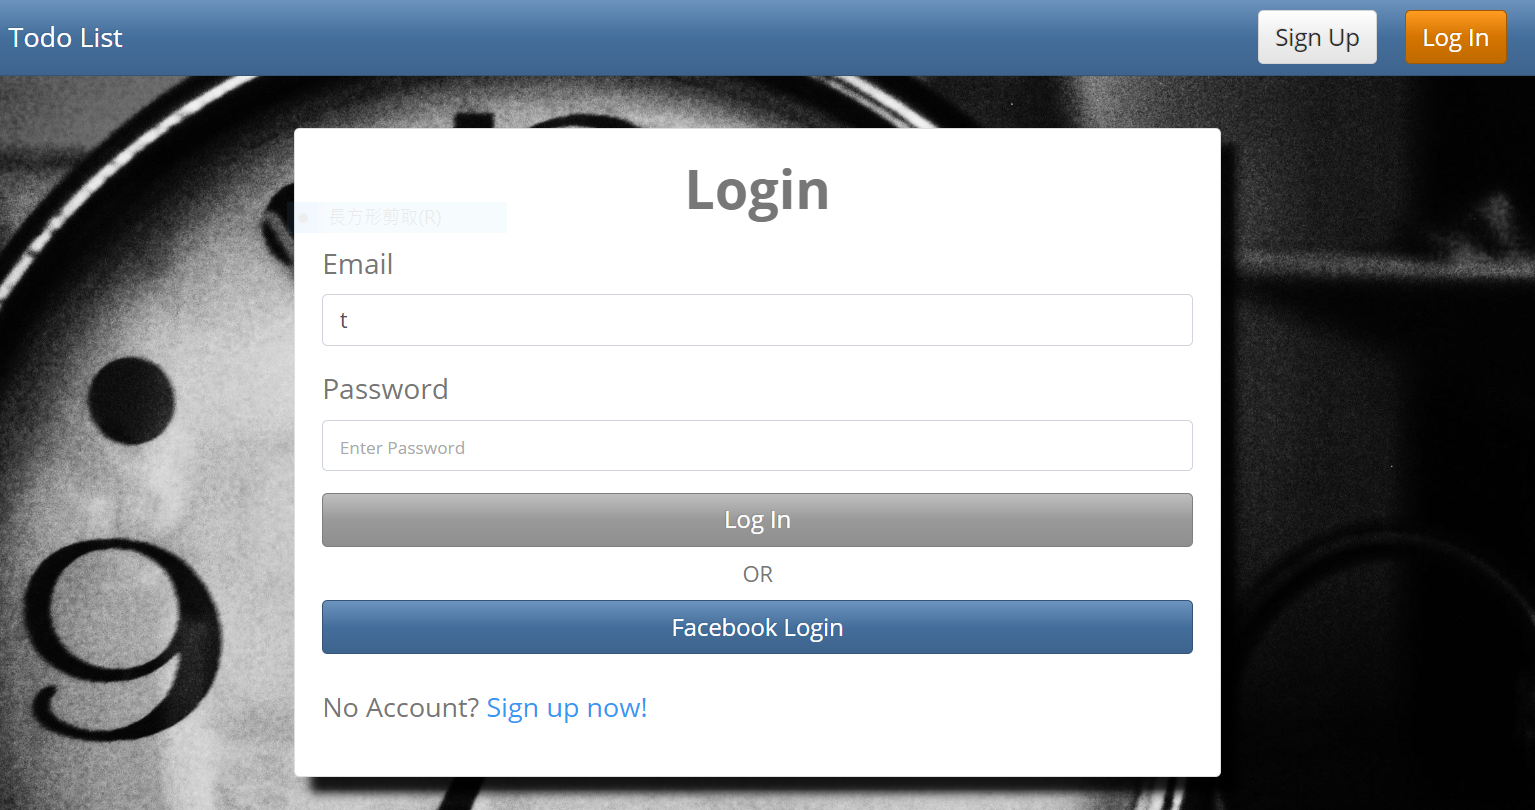 Todo List
Sign Up
Log In
Login
長方形剪取(R)
Email
t
Password
Enter Password
Log In
OR
Facebook Login
No Account? Sign up now!
9